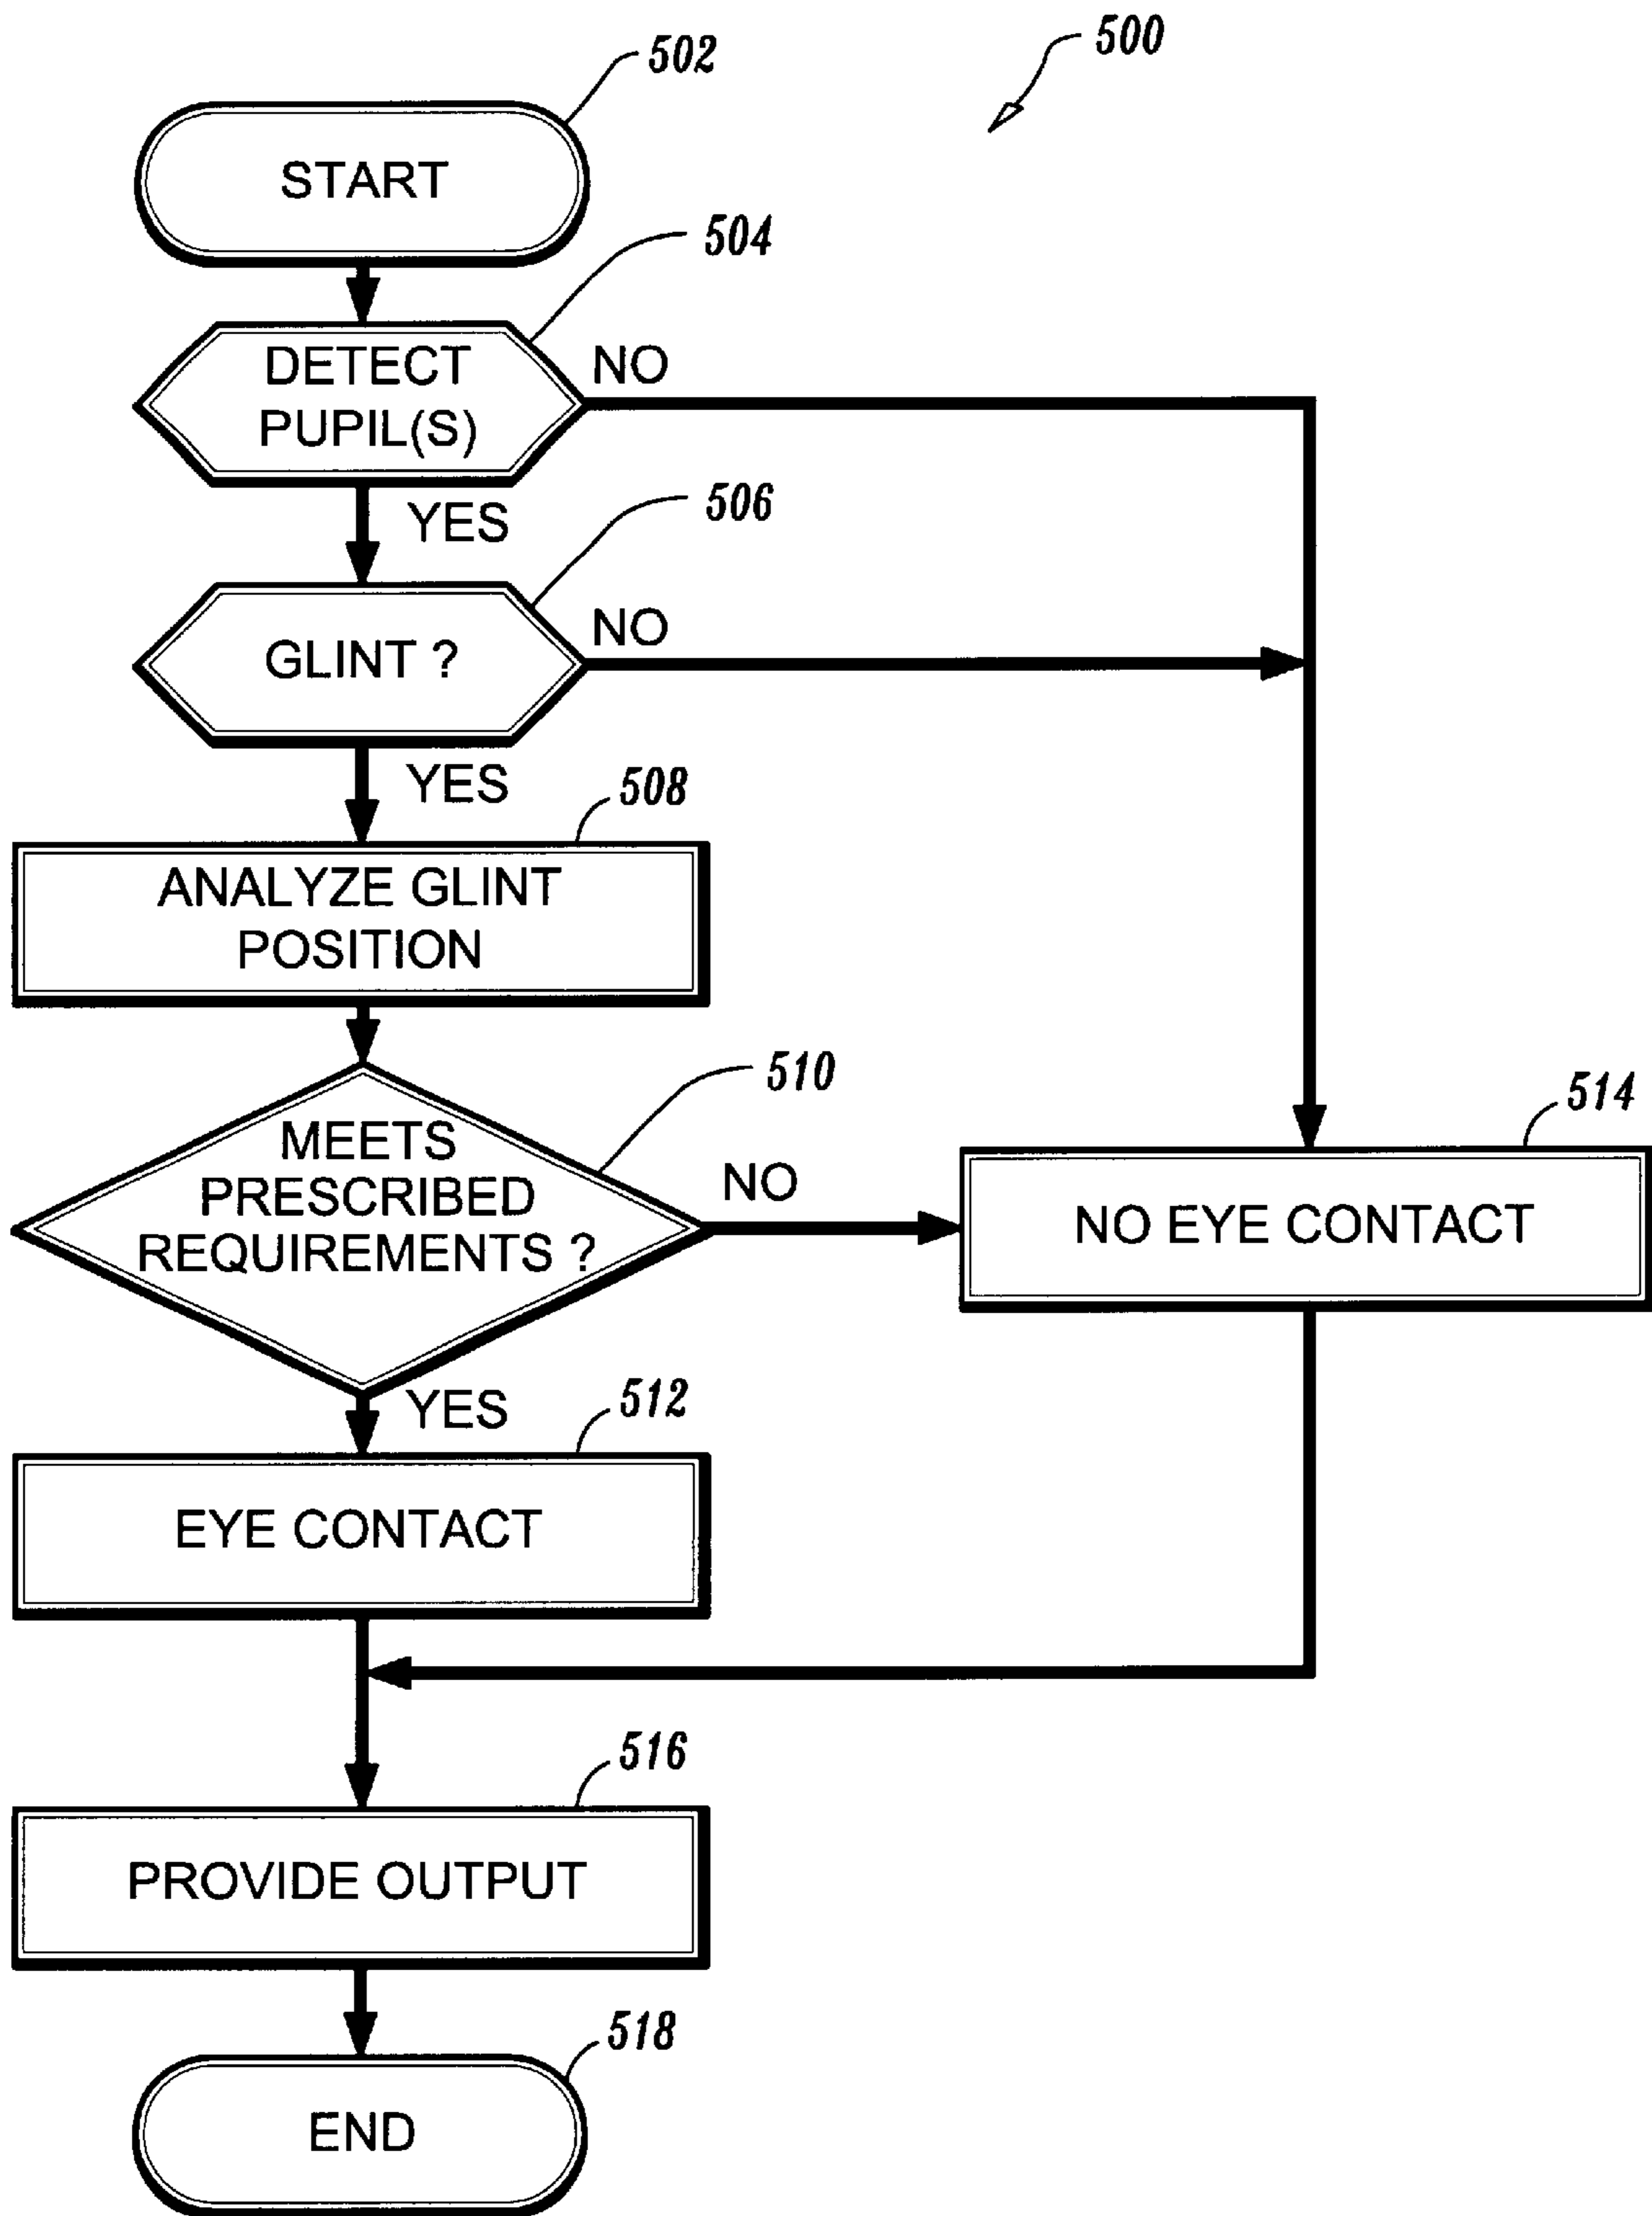 500
502
START
504
DETECT
PUPIL(S)
NO
YES
506
GLINT ?
NO
YES
508
ANALYZE GLINT
POSITION
510
MEETS
PRESCRIBED
REQUIREMENTS ?
NO
514
NO EYE CONTACT
YES
512
EYE CONTACT
516
PROVIDE OUTPUT
518
END